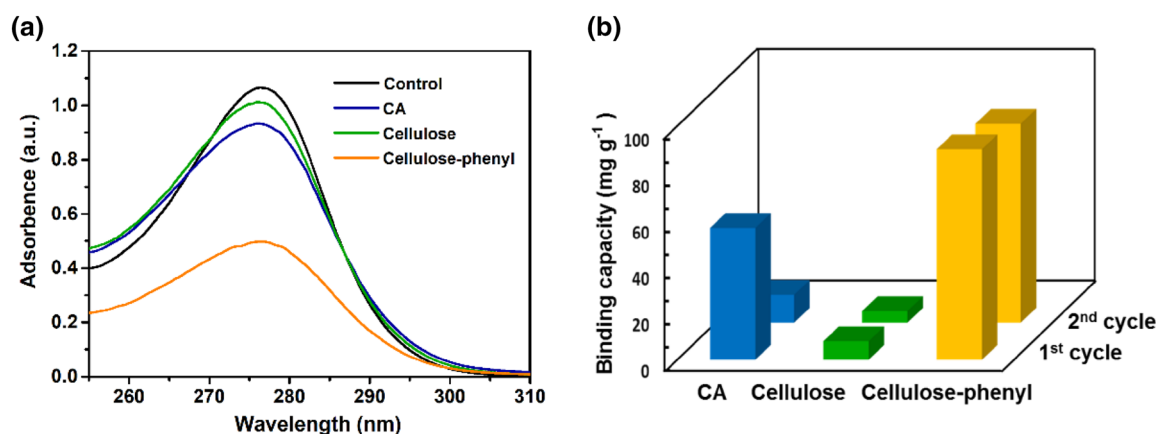 (a)
1.2
1.0
0.8
0.6
0.4
0.2
0.0
Adsorbence (a.u.)
Control
CA
Cellulose
Cellulose-phenyl
260 270 280 290 300 310
Wavelength (nm)
(b)
100
80
60
40
20
0
Binding capacity (mg g⁻¹)
2nd cycle
1st cycle
CA Cellulose Cellulose-phenyl